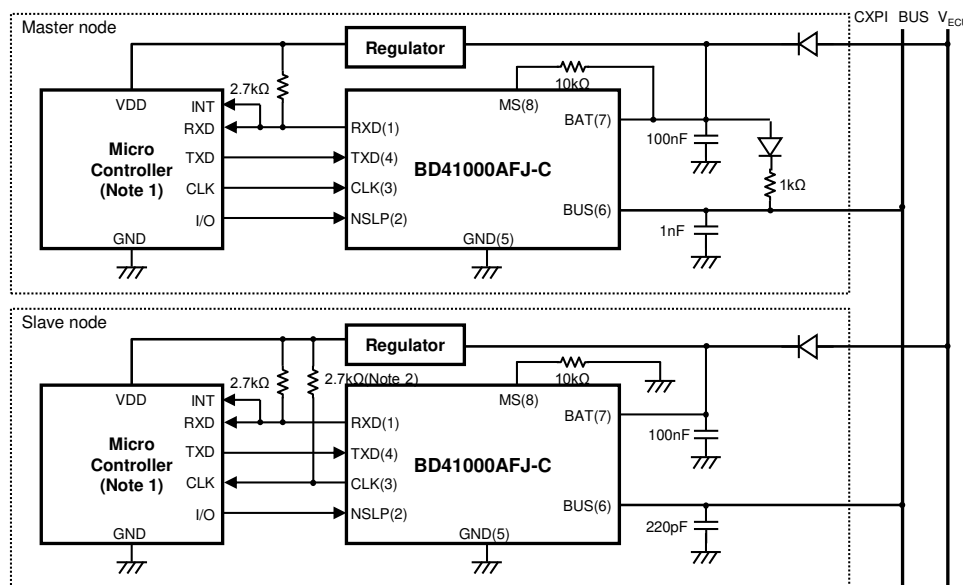 CXPI BUS V_ECU
Master node
Regulator
2.7kΩ
10kΩ
VDD
INT
RXD
TXD
CLK
I/O
GND
Micro
Controller
(Note 1)
MS(8)
RXD(1)
TXD(4)
CLK(3)
NSLP(2)
BD41000AFJ-C
BAT(7)
BUS(6)
GND(5)
100nF
1kΩ
1nF
Slave node
Regulator
2.7kΩ
2.7kΩ(Note 2)
10kΩ
VDD
INT
RXD
TXD
CLK
I/O
GND
Micro
Controller
(Note 1)
MS(8)
RXD(1)
TXD(4)
CLK(3)
NSLP(2)
BD41000AFJ-C
BAT(7)
BUS(6)
GND(5)
100nF
220pF